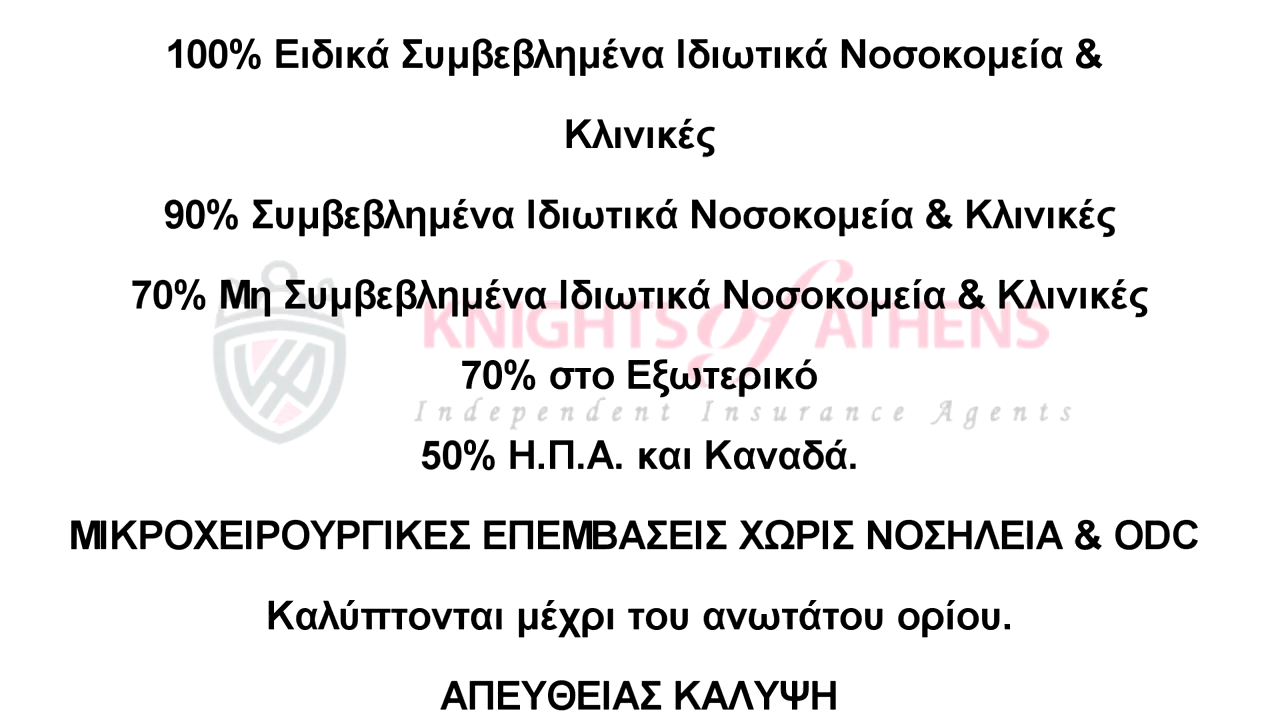 100% Ειδικά Συμβεβλημένα Ιδιωτικά Νοσοκομεία &
Κλινικές
90% Συμβεβλημένα Ιδιωτικά Νοσοκομεία & Κλινικές
70% Μη Συμβεβλημένα Ιδιωτικά Νοσοκομεία & Κλινικές
KNIGHTS of ATHENS
70% στο Εξωτερικό
Independent Insurance Agents
50% Η.Π.Α. και Καναδά.
ΜΙΚΡΟΧΕΙΡΟΥΡΓΙΚΕΣ ΕΠΕΜΒΑΣΕΙΣ ΧΩΡΙΣ ΝΟΣΗΛΕΙΑ & ODC
Καλύπτονται μέχρι του ανωτάτου ορίου.
ΑΠΕΥΘΕΙΑΣ ΚΑΛΥΨΗ